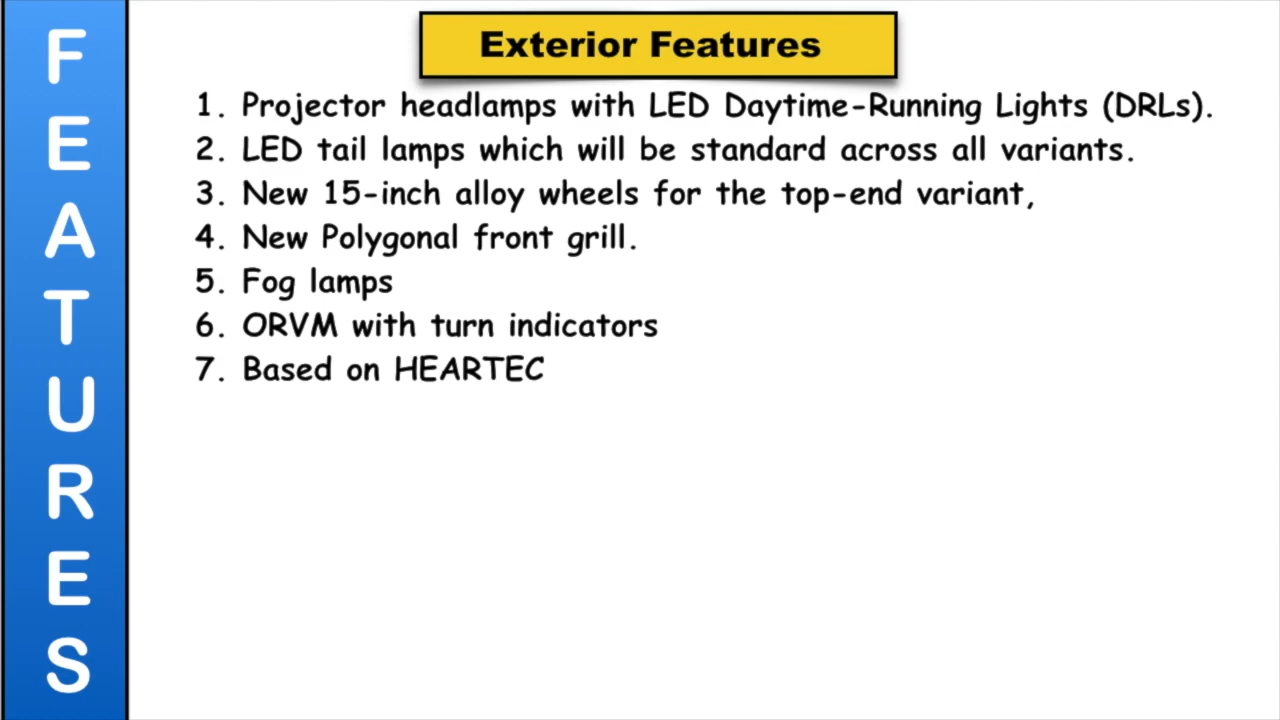 FEATURES
Exterior Features
1. Projector headlamps with LED Daytime-Running Lights (DRLs).
2. LED tail lamps which will be standard across all variants.
3. New 15-inch alloy wheels for the top-end variant,
4. New Polygonal front grill.
5. Fog lamps
6. ORVM with turn indicators
7. Based on HEARTEC